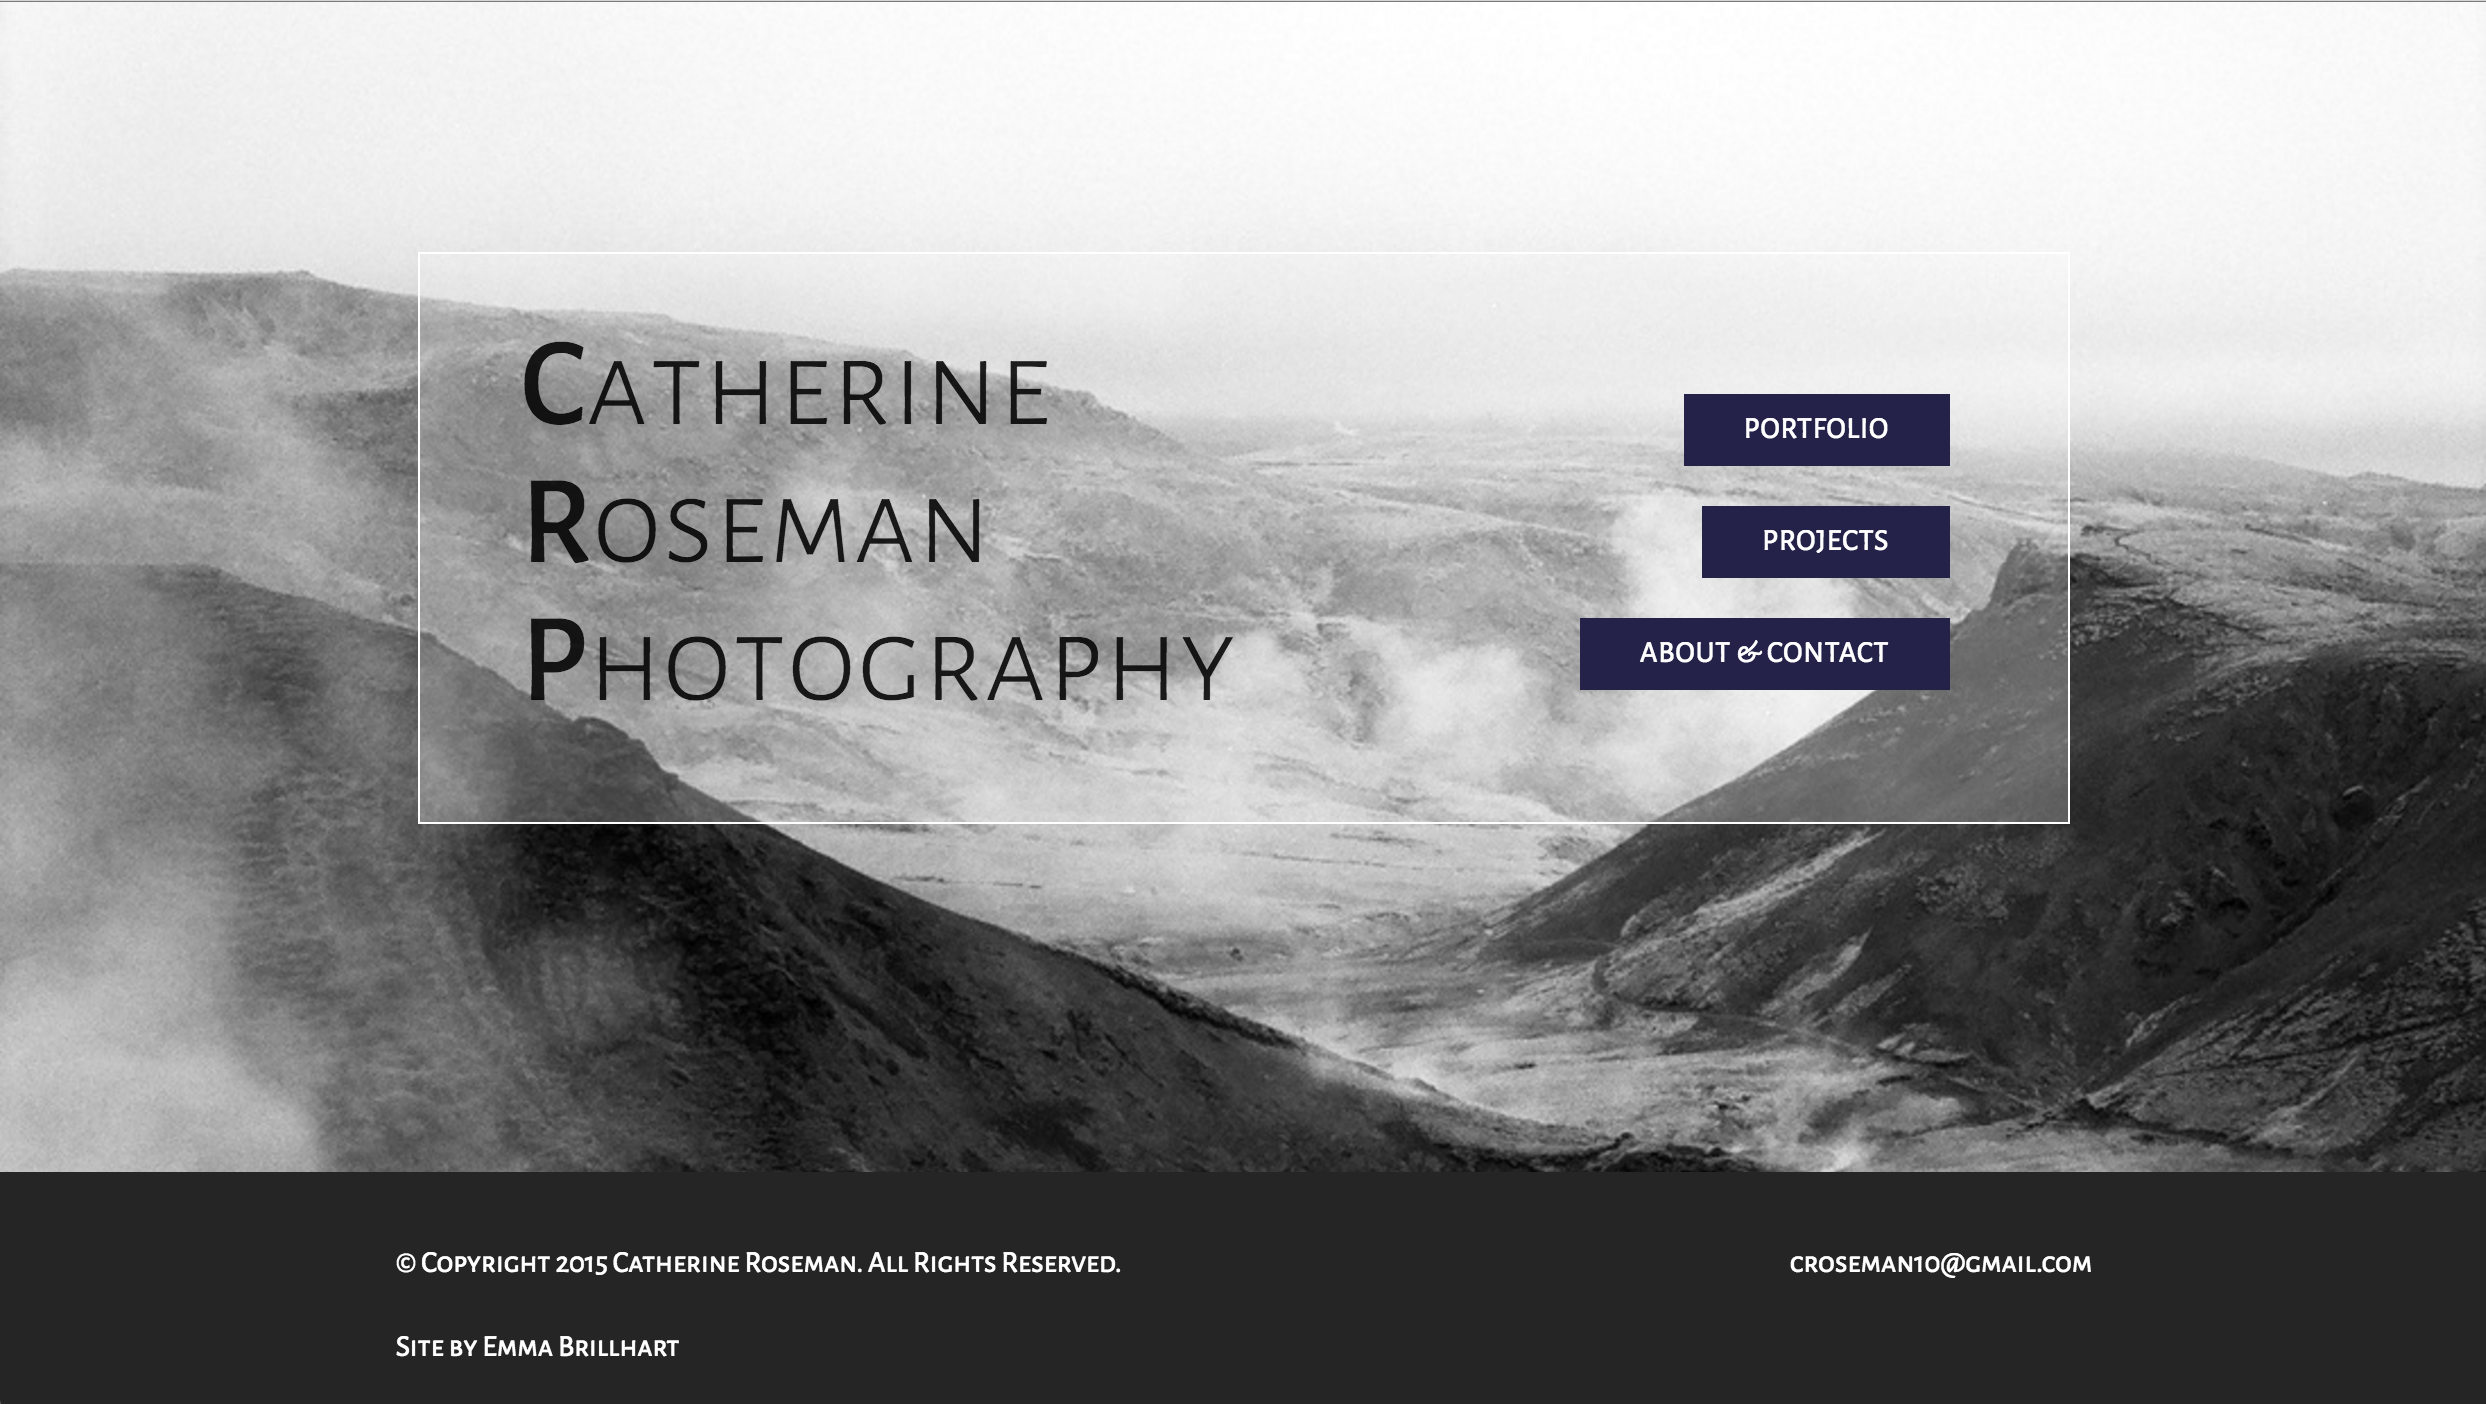 Catherine
Roseman
Photography
PORTFOLIO
PROJECTS
ABOUT & CONTACT
© Copyright 2015 Catherine Roseman. All Rights Reserved.
croseman10@gmail.com
Site by Emma Brillhart